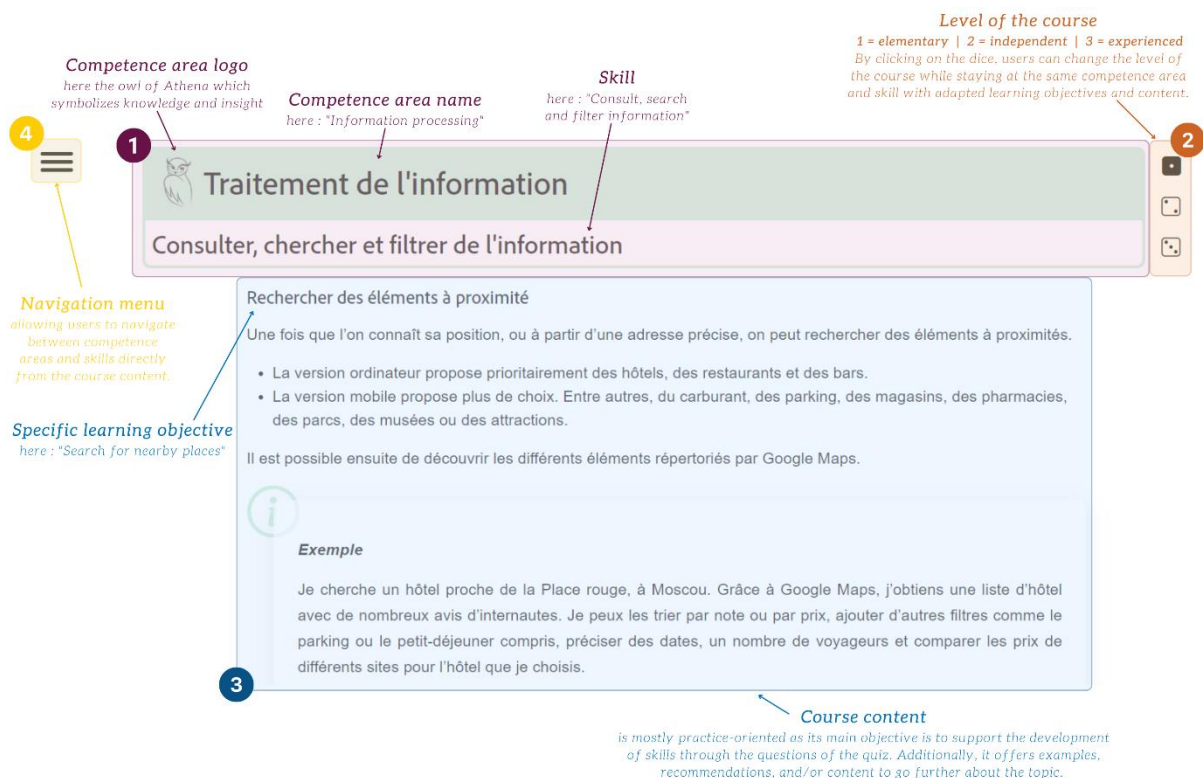 Level of the course
1 = elementary | 2 = independent | 3 = experienced
By clicking on the dice, users can change the level of
the course while staying at the same competence area
and skill with adapted learning objectives and content.
Competence area logo
here the owl of Athena which
symbolizes knowledge and insight
Competence area name
here : "Information processing"
Skill
here : "Consult, search
and filter information"
4
1
2
Traitement de l'information
Consulter, chercher et filtrer de l'information
Navigation menu
allowing users to navigate
between competence
areas and skills directly
from the course content.
Specific learning objective
here : "Search for nearby places"
Rechercher des éléments à proximité
Une fois que l'on connaît sa position, ou à partir d'une adresse précise, on peut rechercher des éléments à proximités.
• La version ordinateur propose prioritairement des hôtels, des restaurants et des bars.
• La version mobile propose plus de choix. Entre autres, du carburant, des parking, des magasins, des pharmacies,
des parcs, des musées ou des attractions.
Il est possible ensuite de découvrir les différents éléments répertoriés par Google Maps.
i
Exemple
Je cherche un hôtel proche de la Place rouge, à Moscou. Grâce à Google Maps, j'obtiens une liste d'hôtel
avec de nombreux avis d'internautes. Je peux les trier par note ou par prix, ajouter d'autres filtres comme le
parking ou le petit-déjeuner compris, préciser des dates, un nombre de voyageurs et comparer les prix de
différents sites pour l'hôtel que je choisis.
3
Course content
is mostly practice-oriented as its main objective is to support the development
of skills through the questions of the quiz. Additionally, it offers examples,
recommendations, and/or content to go further about the topic.